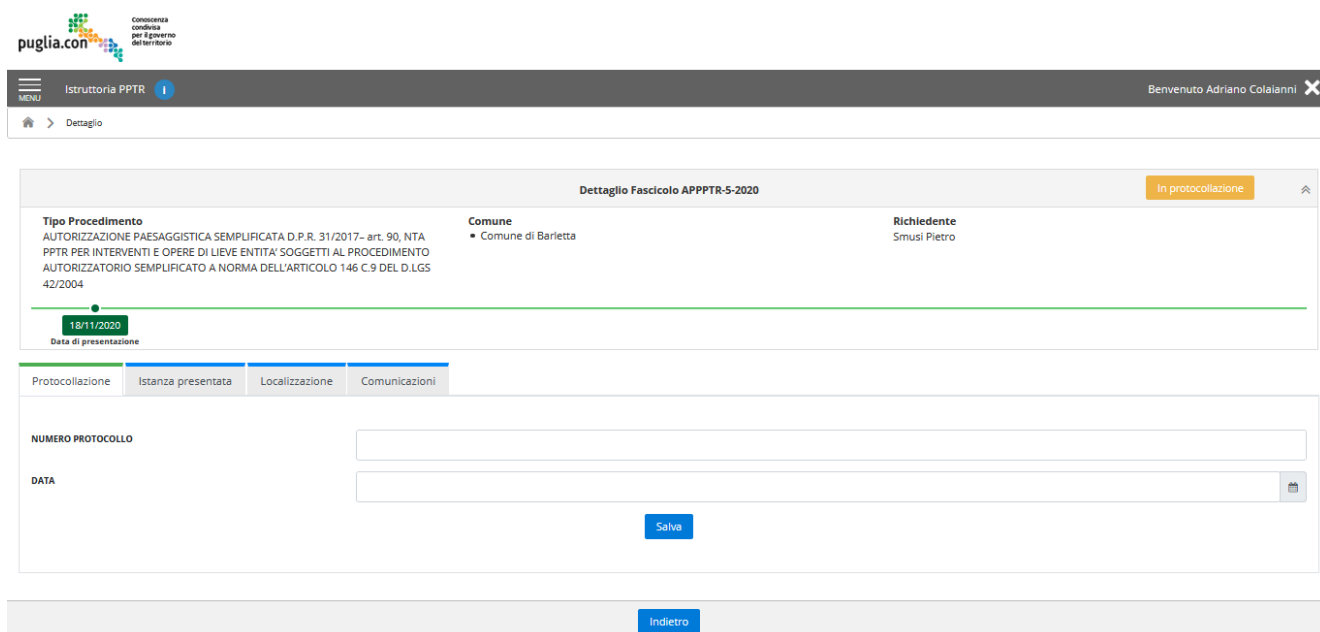 puglia.con
Conoscenza
condivisa
per il governo
del territorio
MENU
Istruttoria PPTR
i
Benvenuto Adriano Colaianni
Dettaglio
Dettaglio Fascicolo APPPTR-5-2020
In protocollazione
Tipo Procedimento
AUTORIZZAZIONE PAESAGGISTICA SEMPLIFICATA D.P.R. 31/2017– art. 90, NTA
PPTR PER INTERVENTI E OPERE DI LIEVE ENTITA’ SOGGETTI AL PROCEDIMENTO
AUTORIZZATORIO SEMPLIFICATO A NORMA DELL’ARTICOLO 146 C.9 DEL D.LGS
42/2004
Comune
• Comune di Barletta
Richiedente
Smusi Pietro
18/11/2020
Data di presentazione
Protocollazione
Istanza presentata
Localizzazione
Comunicazioni
NUMERO PROTOCOLLO
DATA
Salva
Indietro